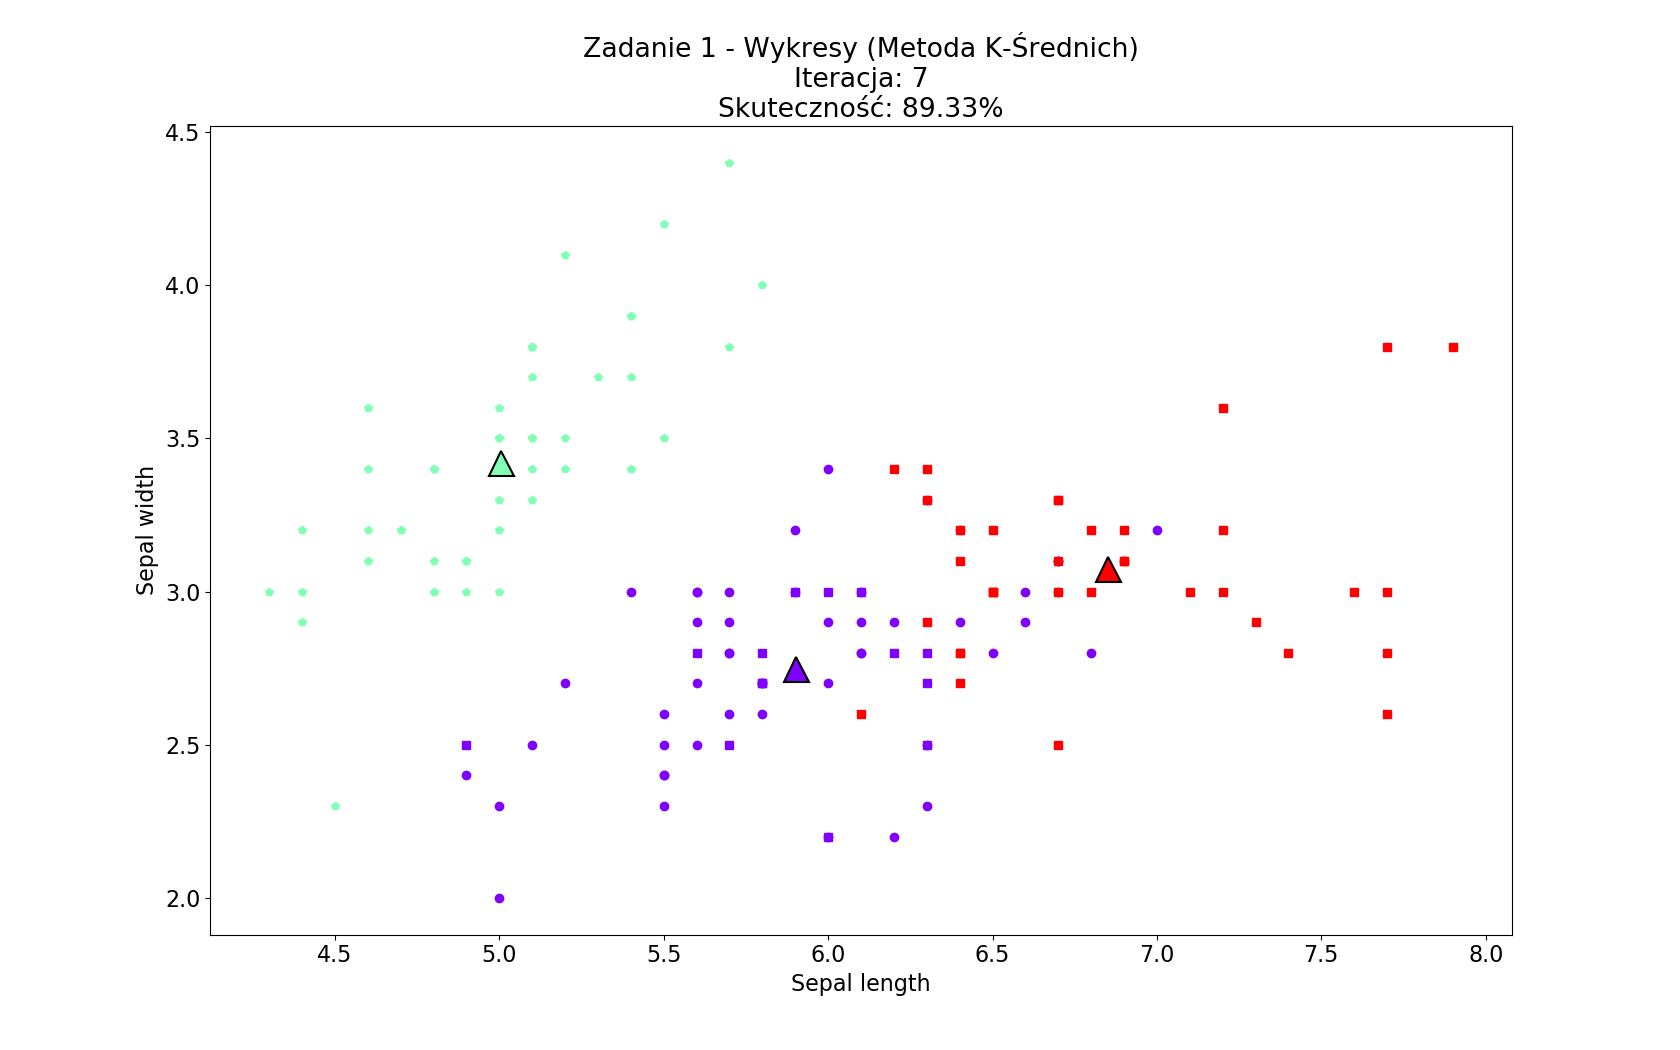 Zadanie 1 - Wykresy (Metoda K-Średnich)
Iteracja: 7
Skuteczność: 89.33%
4.5
4.0
3.5
3.0
2.5
2.0
Sepal width
4.5 5.0 5.5 6.0 6.5 7.0 7.5 8.0
Sepal length